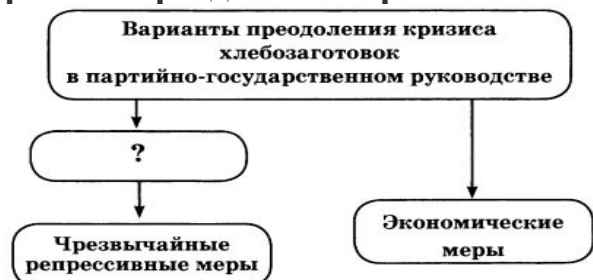 Варианты преодоления кризиса
хлебозаготовок
в партийно-государственном руководстве
?
Чрезвычайные
репрессивные меры
Экономические
меры